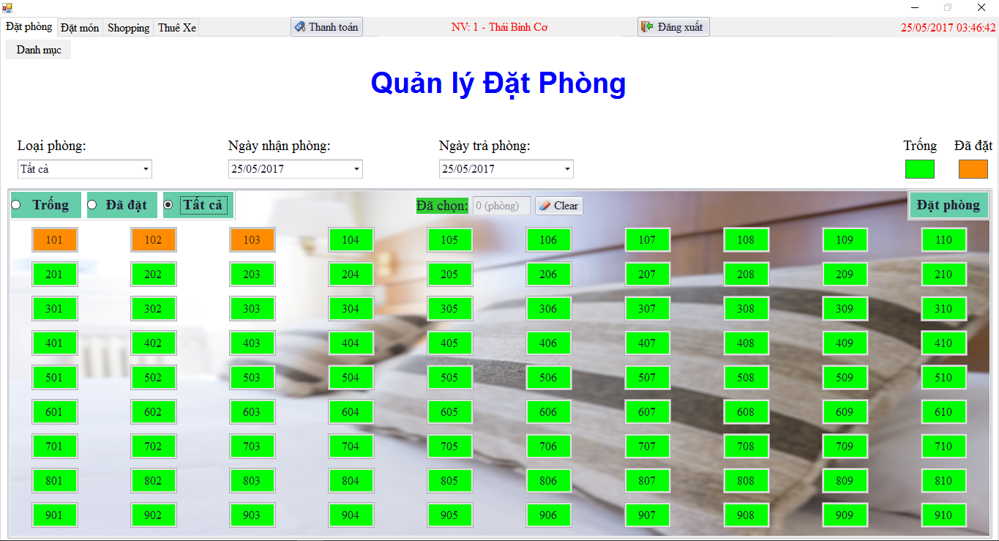 Đặt phòng Đặt món Shopping Thuê Xe Thanh toán NV: 1 - Thái Bình Cơ Đăng xuất 25/05/2017 03:46:42
Danh mục
Quản lý Đặt Phòng
Loại phòng: Ngày nhận phòng: Ngày trả phòng: Trống Đã đặt
Tất cả 25/05/2017 25/05/2017
Trống Đã đặt Tất cả Đã chọn: 0 (phòng) Clear Đặt phòng
101 102 103 104 105 106 107 108 109 110
201 202 203 204 205 206 207 208 209 210
301 302 303 304 305 306 307 308 309 310
401 402 403 404 405 406 407 408 409 410
501 502 503 504 505 506 507 508 509 510
601 602 603 604 605 606 607 608 609 610
701 702 703 704 705 706 707 708 709 710
801 802 803 804 805 806 807 808 809 810
901 902 903 904 905 906 907 908 909 910